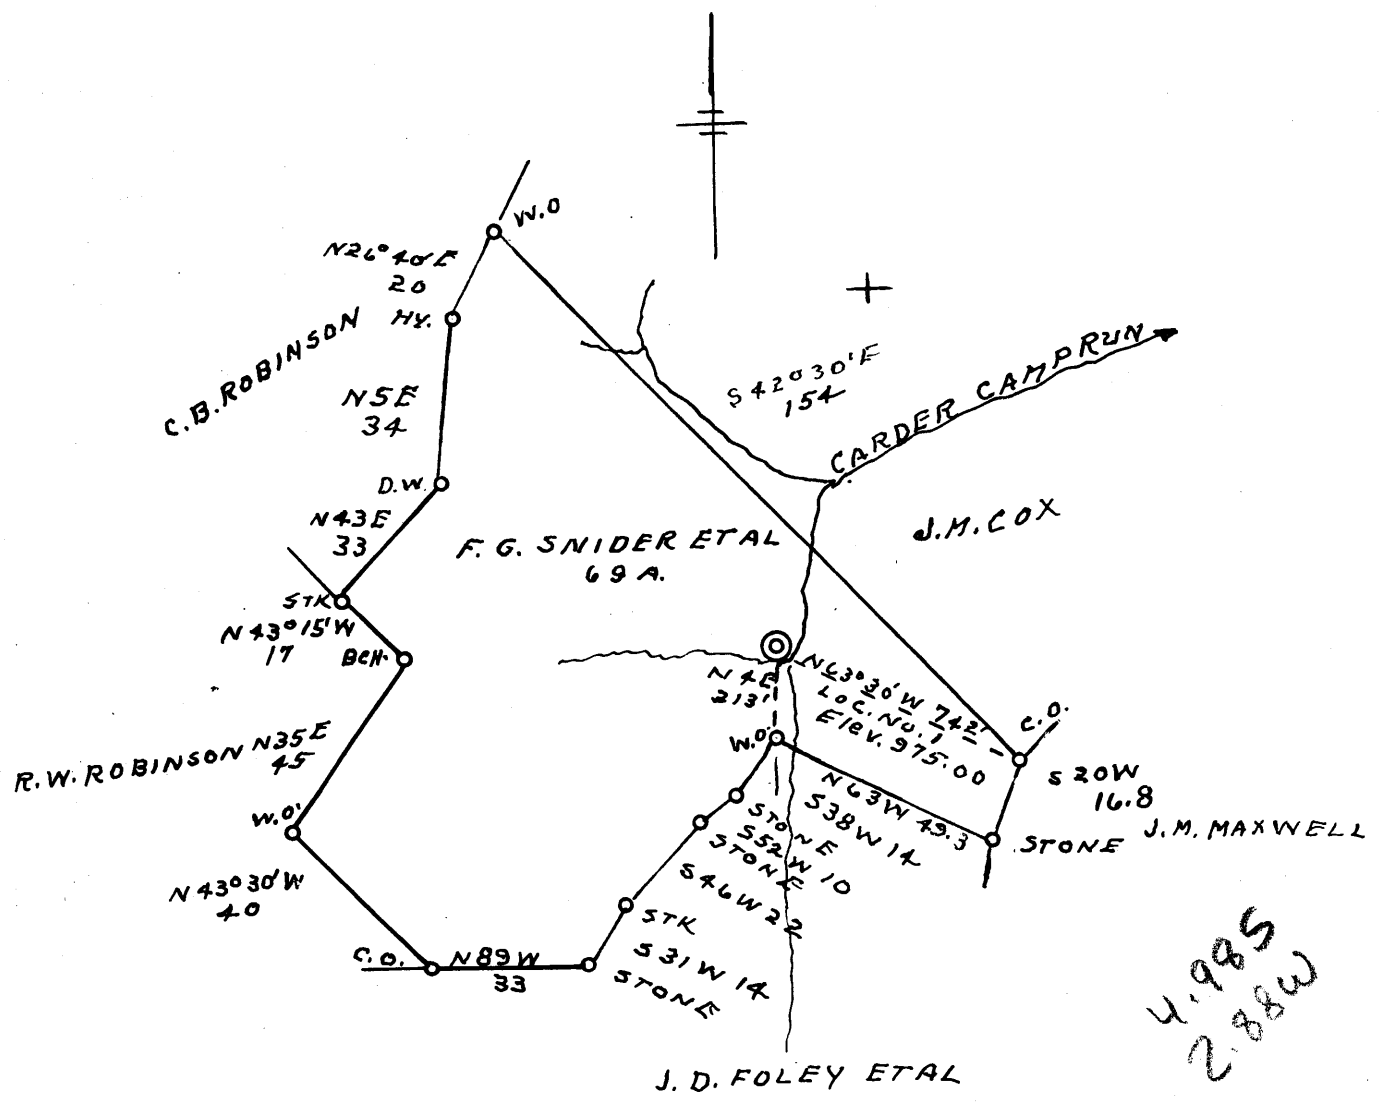 W.O
N26°40'E
20
HY.
C.B. ROBINSON
S42°30'E
154
CARDER CAMP RUN
N5E
34
D.W.
N43E
33
F. G. SNIDER ETAL
69 A.
J.M. COX
STK
N43°15'W
17
BCH.
N4E
213'
N63°30'W 742'
LOC. NO. 1
Elev. 975.00
C.O.
W.O.
S20W
16.8
R.W. ROBINSON
N35E
45
W.O.
N63W 49.3
S38W 14
STONE
J.M. MAXWELL
STONE
S52W 10
STONE
S46W 22
N43°30'W
40
STK
S31W 14
STONE
C.O.
N89W
33
J. D. FOLEY ETAL
4.98S
2.88W